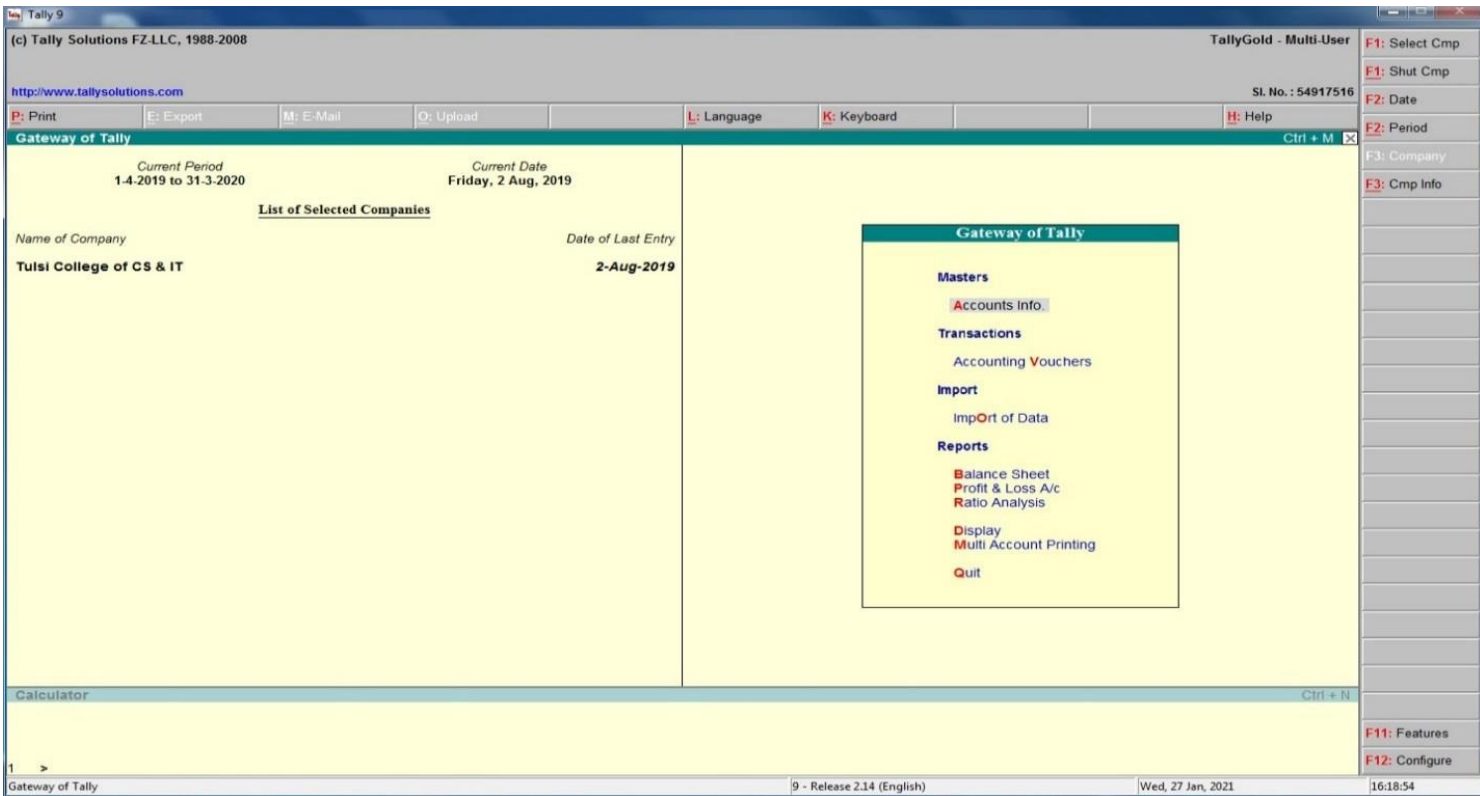 Tally 9
(c) Tally Solutions FZ-LLC, 1988-2008
TallyGold - Multi-User
http://www.tallysolutions.com
Sl. No. : 54917516
P: Print E: Export M: E-Mail O: Upload L: Language K: Keyboard H: Help
Gateway of Tally Ctrl + M
Current Period Current Date
1-4-2019 to 31-3-2020 Friday, 2 Aug, 2019
List of Selected Companies
Name of Company Date of Last Entry
Tulsi College of CS & IT 2-Aug-2019
Gateway of Tally
Masters
Accounts Info.
Transactions
Accounting Vouchers
Import
ImpOrt of Data
Reports
Balance Sheet
Profit & Loss A/c
Ratio Analysis
Display
Multi Account Printing
Quit
F1: Select Cmp
F1: Shut Cmp
F2: Date
F2: Period
F3: Company
F3: Cmp Info
F11: Features
F12: Configure
Calculator Ctrl + N
1 >
Gateway of Tally 9 - Release 2.14 (English) Wed, 27 Jan, 2021 16:18:54